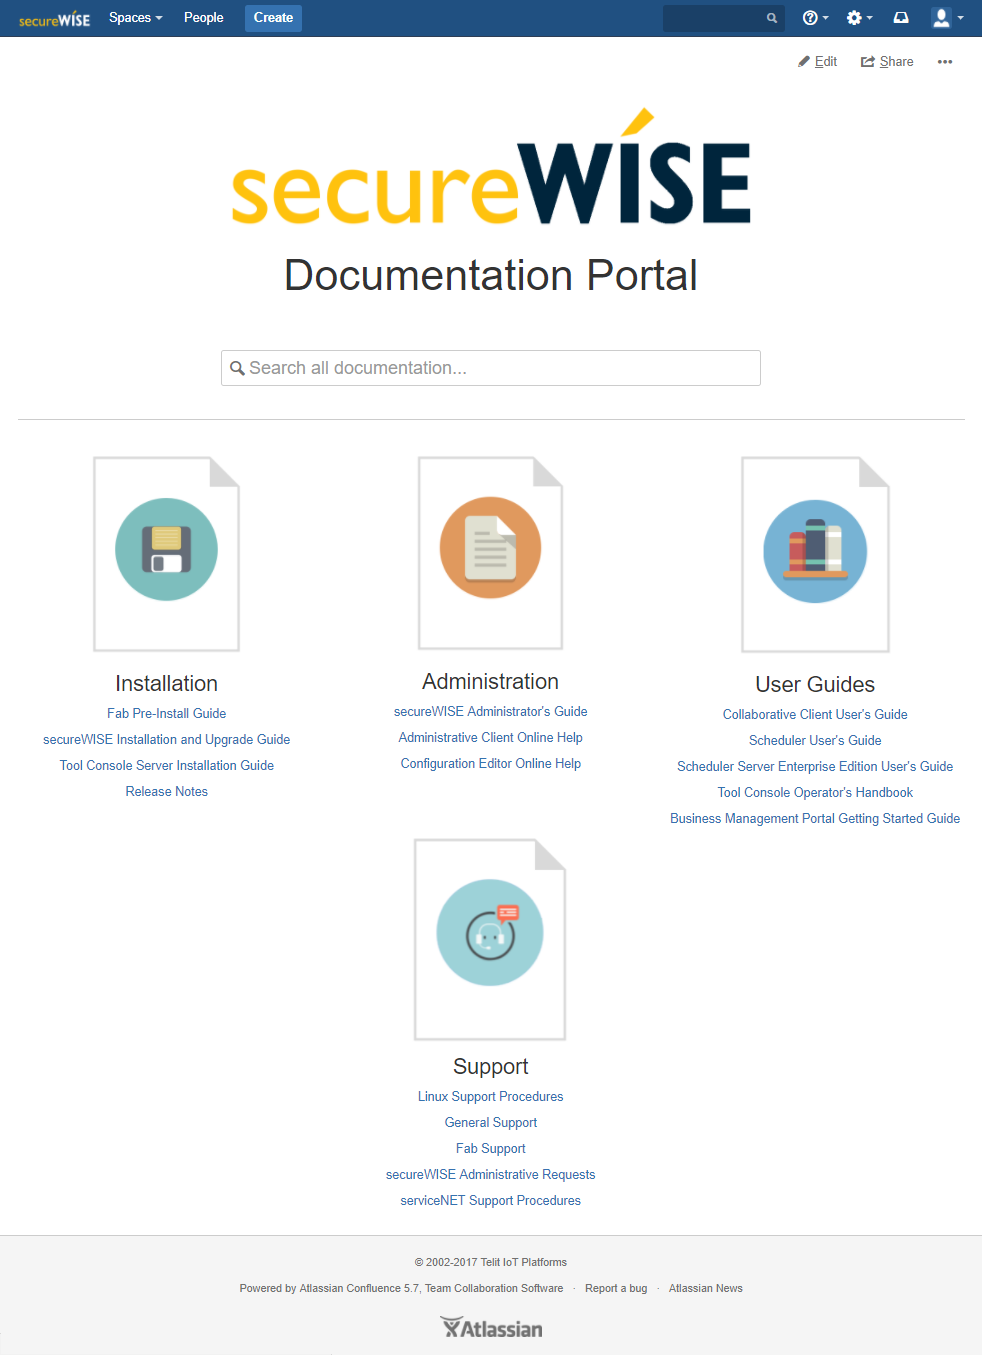 secureWISE Spaces People Create
Edit Share
secureWISE
Documentation Portal
Search all documentation...
Installation
Fab Pre-Install Guide
secureWISE Installation and Upgrade Guide
Tool Console Server Installation Guide
Release Notes
Administration
secureWISE Administrator's Guide
Administrative Client Online Help
Configuration Editor Online Help
User Guides
Collaborative Client User's Guide
Scheduler User's Guide
Scheduler Server Enterprise Edition User's Guide
Tool Console Operator's Handbook
Business Management Portal Getting Started Guide
Support
Linux Support Procedures
General Support
Fab Support
secureWISE Administrative Requests
serviceNET Support Procedures
© 2002-2017 Telit IoT Platforms
Powered by Atlassian Confluence 5.7, Team Collaboration Software · Report a bug · Atlassian News
Atlassian